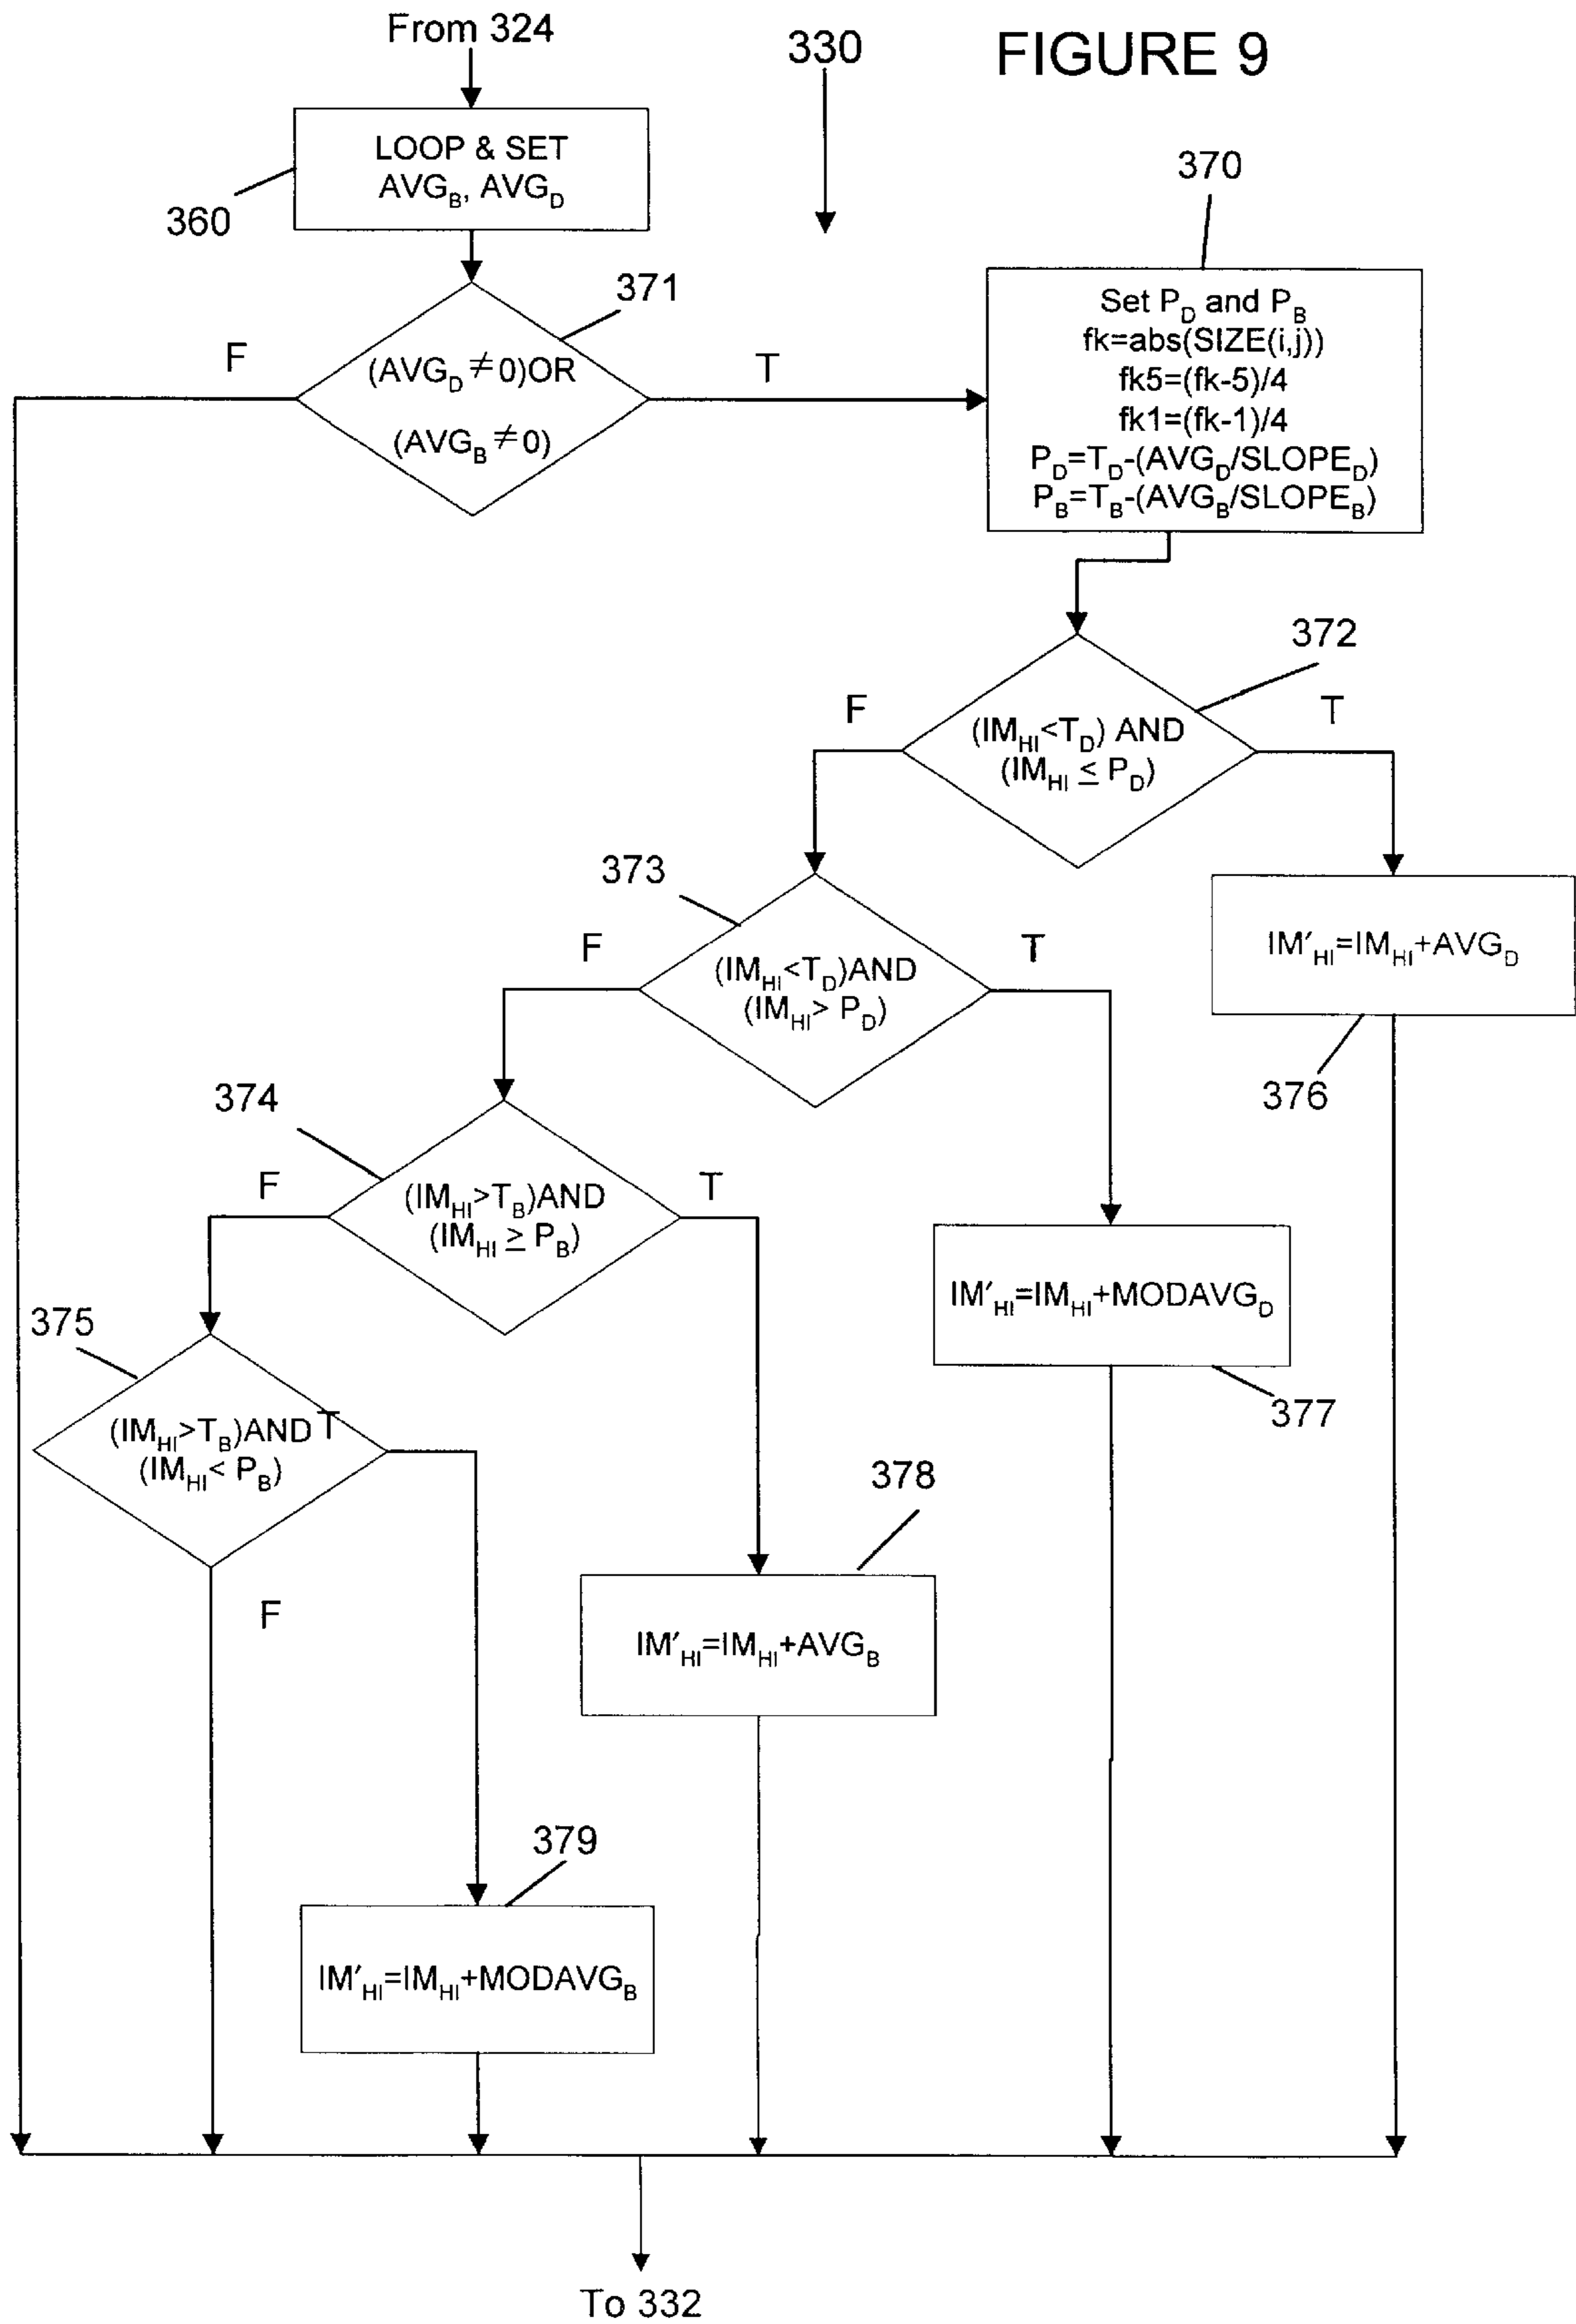 From 324
330
FIGURE 9
LOOP & SET
AVG_B, AVG_D
360
370
Set P_D and P_B
fk=abs(SIZE(i,j))
fk5=(fk-5)/4
fk1=(fk-1)/4
P_D=T_D-(AVG_D/SLOPE_D)
P_B=T_B-(AVG_B/SLOPE_B)
371
F
(AVG_D ≠0)OR
(AVG_B ≠0)
T
372
F
(IM_HI<T_D) AND
(IM_HI ≤ P_D)
T
373
F
(IM_HI<T_D)AND
(IM_HI> P_D)
T
IM′_HI=IM_HI+AVG_D
376
374
F
(IM_HI>T_B)AND
(IM_HI ≥ P_B)
T
IM′_HI=IM_HI+MODAVG_D
377
375
(IM_HI>T_B)AND
(IM_HI< P_B)
T
F
378
IM′_HI=IM_HI+AVG_B
379
IM′_HI=IM_HI+MODAVG_B
To 332